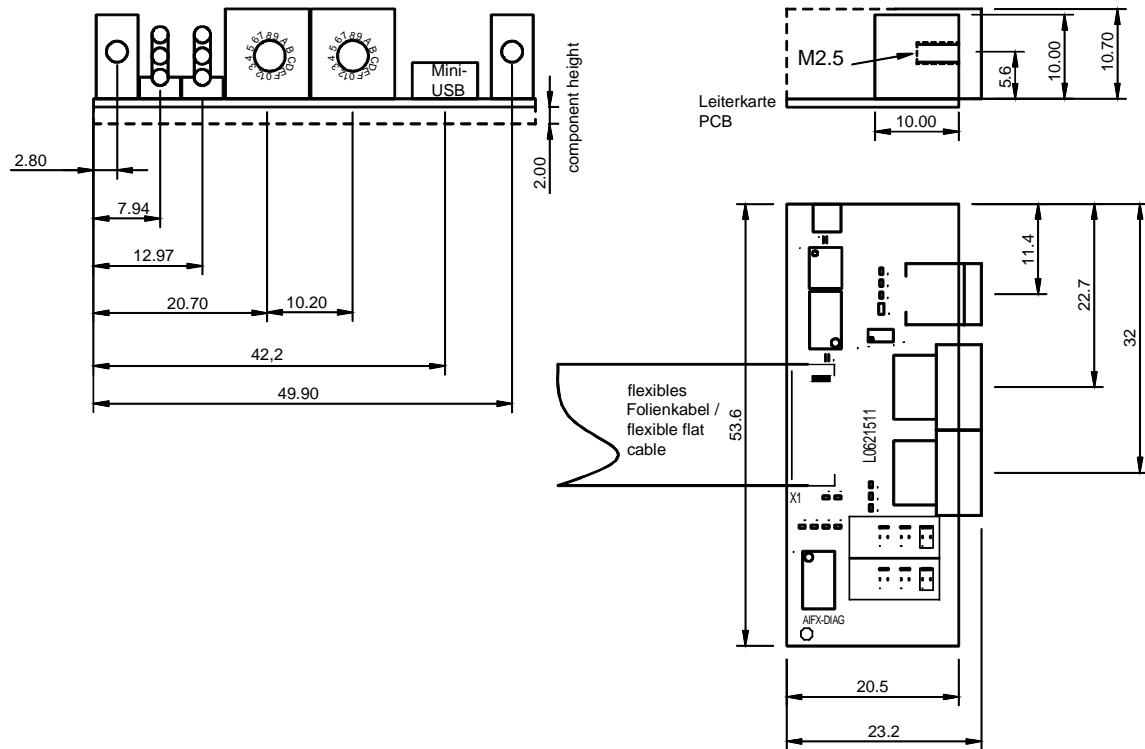 456789ABCDEF0123
456789ABCDEF0123
Mini-
USB
component height
2.00
2.80
7.94
12.97
20.70
10.20
42,2
49.90
M2.5
5.6
10.00
10.70
Leiterkarte
PCB
10.00
11.4
22.7
32
53.6
flexibles
Folienkabel /
flexible flat
cable
L0621511
X1
AIFX-DIAG
20.5
23.2